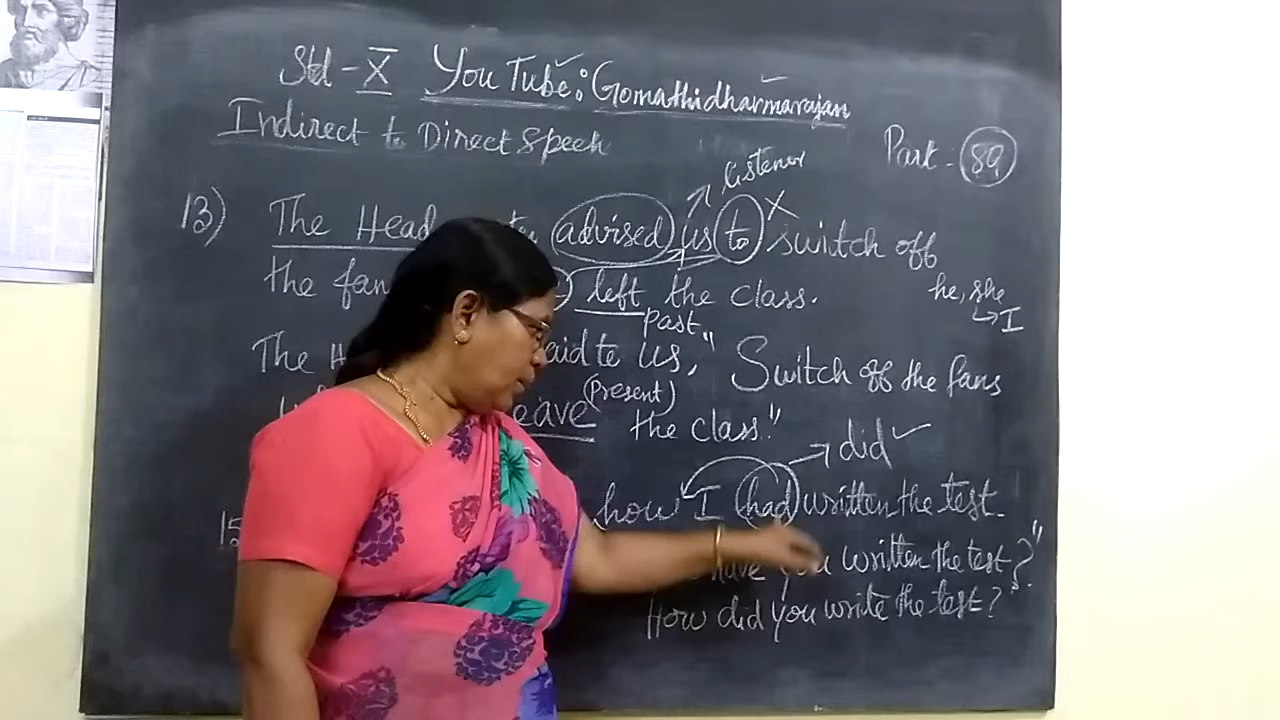 Std - X YouTube: Gomathidharmarajan
Indirect to Direct Speech
Part - 89
listener
13) The Head advised us to X switch off
the fan left the class.
he, she
I
past
The said to us, " Switch off the fans
(Present)
the class."
did
15 how I had written the test.
have you written the test?"
How did you write the test?